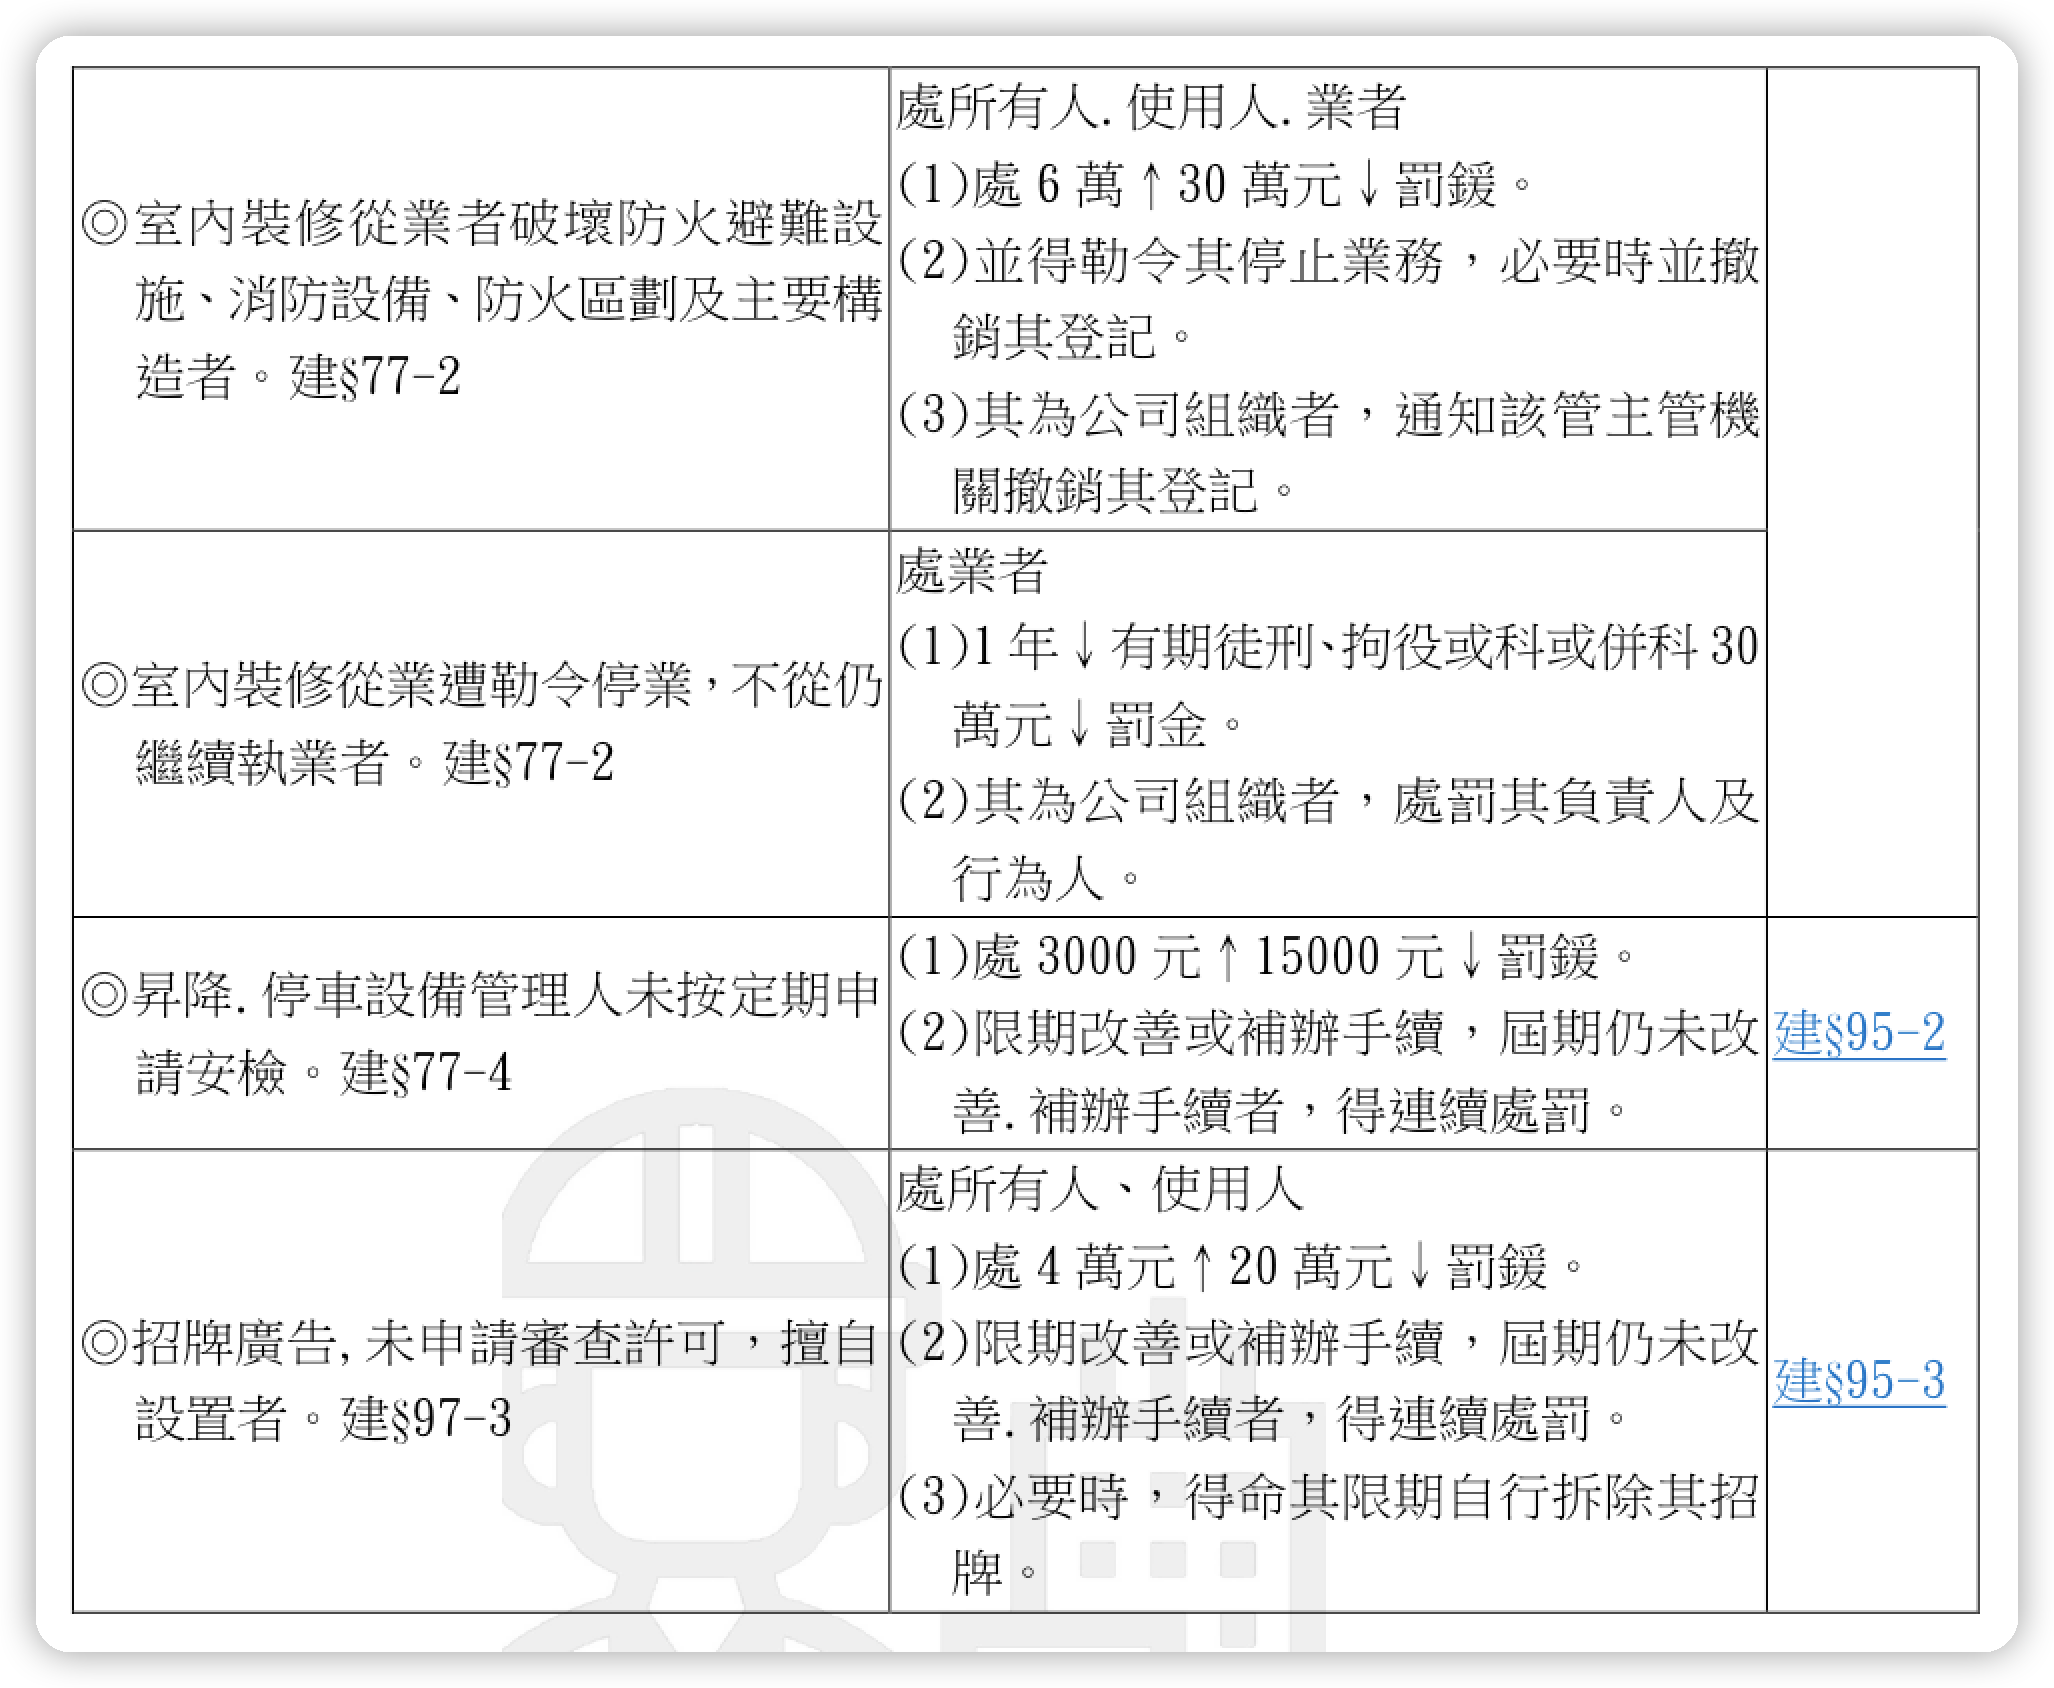 ◎室內裝修從業者破壞防火避難設
施、消防設備、防火區劃及主要構
造者。建§77-2
處所有人.使用人.業者
(1)處 6 萬↑30 萬元↓罰鍰。
(2)並得勒令其停止業務，必要時並撤
銷其登記。
(3)其為公司組織者，通知該管主管機
關撤銷其登記。
◎室內裝修從業遭勒令停業，不從仍
繼續執業者。建§77-2
處業者
(1)1 年↓有期徒刑、拘役或科或併科 30
萬元↓罰金。
(2)其為公司組織者，處罰其負責人及
行為人。
◎昇降.停車設備管理人未按定期申
請安檢。建§77-4
(1)處 3000 元↑15000 元↓罰鍰。
(2)限期改善或補辦手續，屆期仍未改
善.補辦手續者，得連續處罰。
建§95-2
◎招牌廣告,未申請審查許可，擅自
設置者。建§97-3
處所有人、使用人
(1)處 4 萬元↑20 萬元↓罰鍰。
(2)限期改善或補辦手續，屆期仍未改
善.補辦手續者，得連續處罰。
(3)必要時，得命其限期自行拆除其招
牌。
建§95-3